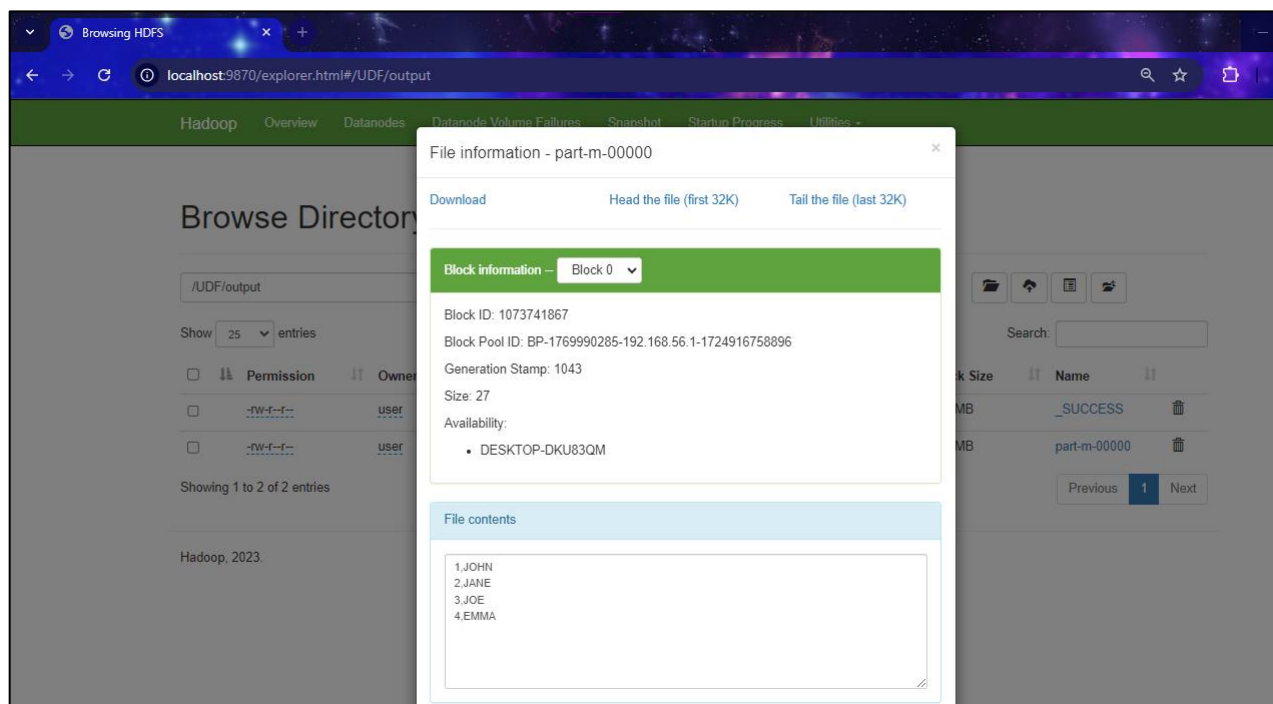 Browsing HDFS
localhost:9870/explorer.html#/UDF/output
Hadoop Overview Datanodes Datanode Volume Failures Snapshot Startup Progress Utilities
File information - part-m-00000
Download Head the file (first 32K) Tail the file (last 32K)
Browse Directory
Block information -- Block 0
/UDF/output
Block ID: 1073741867
Show 25 entries Search:
Block Pool ID: BP-1769990285-192.168.56.1-1724916758896
Generation Stamp: 1043
Permission Owner k Size Name
Size: 27
-rw-r--r-- user MB _SUCCESS
Availability:
DESKTOP-DKU83QM
-rw-r--r-- user MB part-m-00000
Showing 1 to 2 of 2 entries Previous 1 Next
File contents
Hadoop, 2023.
1,JOHN
2,JANE
3,JOE
4,EMMA